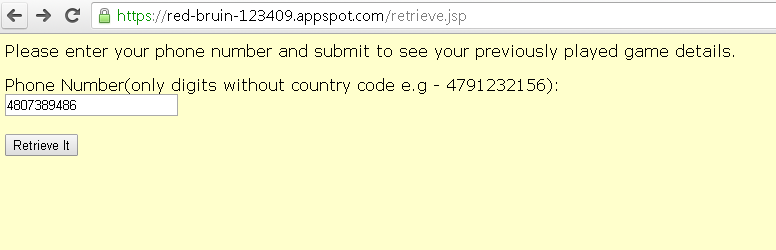 https://red-bruin-123409.appspot.com/retrieve.jsp
Please enter your phone number and submit to see your previously played game details.
Phone Number(only digits without country code e.g - 4791232156):
4807389486
Retrieve It